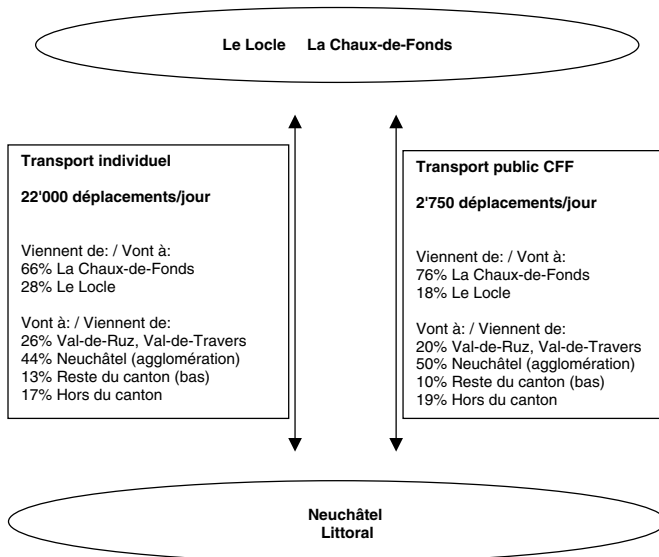 Le Locle La Chaux-de-Fonds
Transport individuel
22'000 déplacements/jour
Viennent de: / Vont à:
66% La Chaux-de-Fonds
28% Le Locle
Vont à: / Viennent de:
26% Val-de-Ruz, Val-de-Travers
44% Neuchâtel (agglomération)
13% Reste du canton (bas)
17% Hors du canton
Transport public CFF
2'750 déplacements/jour
Viennent de: / Vont à:
76% La Chaux-de-Fonds
18% Le Locle
Vont à: / Viennent de:
20% Val-de-Ruz, Val-de-Travers
50% Neuchâtel (agglomération)
10% Reste du canton (bas)
19% Hors du canton
Neuchâtel
Littoral